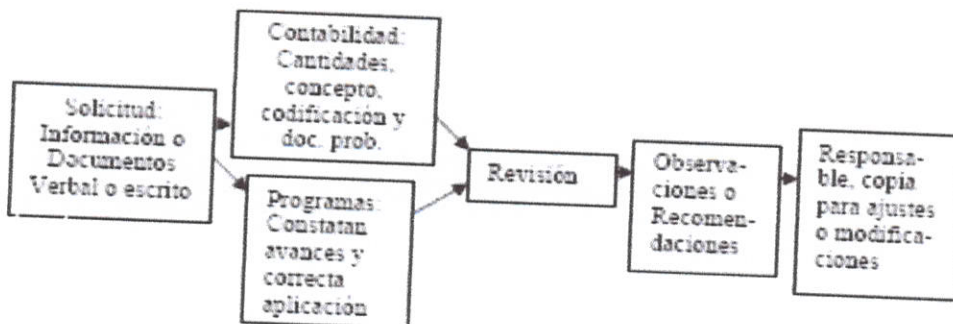 Solicitud:
Información o
Documentos
Verbal o escrito
Contabilidad:
Cantidades,
concepto,
codificación y
doc. prob.
Programas:
Constatan
avances y
correcta
aplicación
Revisión
Observa-
ciones o
Recomen-
daciones
Responsa-
ble, copia
para ajustes
o modifica-
ciones